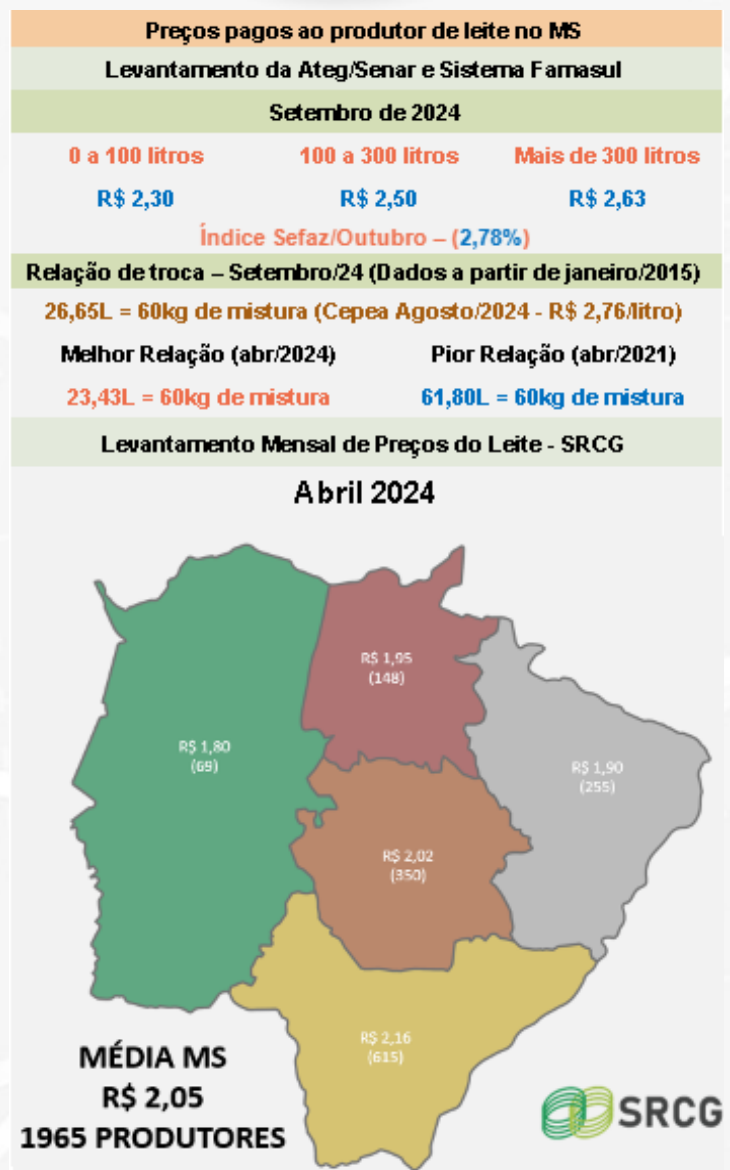 Preços pagos ao produtor de leite no MS
Levantamento da Ateg/Senar e Sistema Famasul
Setembro de 2024
0 a 100 litros 100 a 300 litros Mais de 300 litros
R$ 2,30 R$ 2,50 R$ 2,63
Índice Sefaz/Outubro – (2,78%)
Relação de troca – Setembro/24 (Dados a partir de janeiro/2015)
26,65L = 60kg de mistura (Cepea Agosto/2024 - R$ 2,76/litro)
Melhor Relação (abr/2024) Pior Relação (abr/2021)
23,43L = 60kg de mistura 61,80L = 60kg de mistura
Levantamento Mensal de Preços do Leite - SRCG
Abril 2024
R$ 1,95
(148)
R$ 1,80
(69)
R$ 1,90
(255)
R$ 2,02
(350)
R$ 2,16
(615)
MÉDIA MS
R$ 2,05
1965 PRODUTORES
SRCG